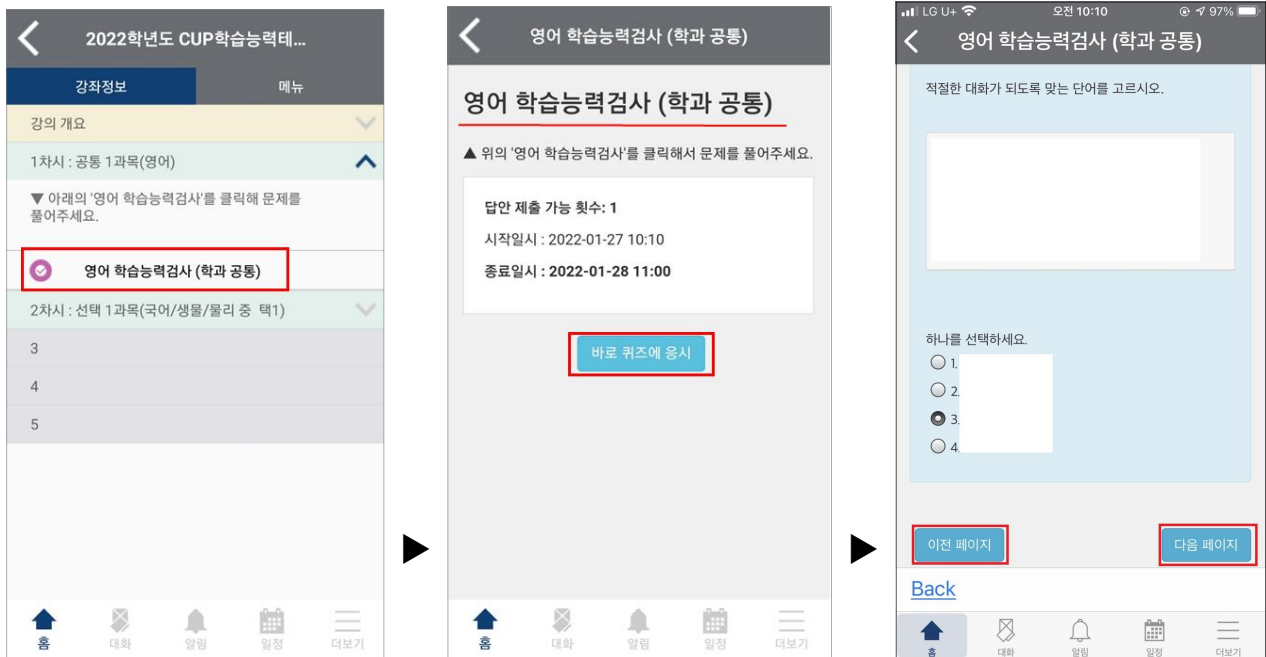 2022학년도 CUP학습능력테...
강좌정보
메뉴
강의 개요
1차시 : 공통 1과목(영어)
▼ 아래의 '영어 학습능력검사'를 클릭해 문제를
풀어주세요.
영어 학습능력검사 (학과 공통)
2차시 : 선택 1과목(국어/생물/물리 중 택1)
3
4
5
홈
대화
알림
일정
더보기
영어 학습능력검사 (학과 공통)
영어 학습능력검사 (학과 공통)
▲ 위의 '영어 학습능력검사'를 클릭해서 문제를 풀어주세요.
답안 제출 가능 횟수: 1
시작일시 : 2022-01-27 10:10
종료일시 : 2022-01-28 11:00
바로 퀴즈에 응시
홈
대화
알림
일정
더보기
LG U+ 오전 10:10 97%
영어 학습능력검사 (학과 공통)
적절한 대화가 되도록 맞는 단어를 고르시오.
하나를 선택하세요.
1.
2.
3.
4.
이전 페이지
다음 페이지
Back
홈
대화
알림
일정
더보기